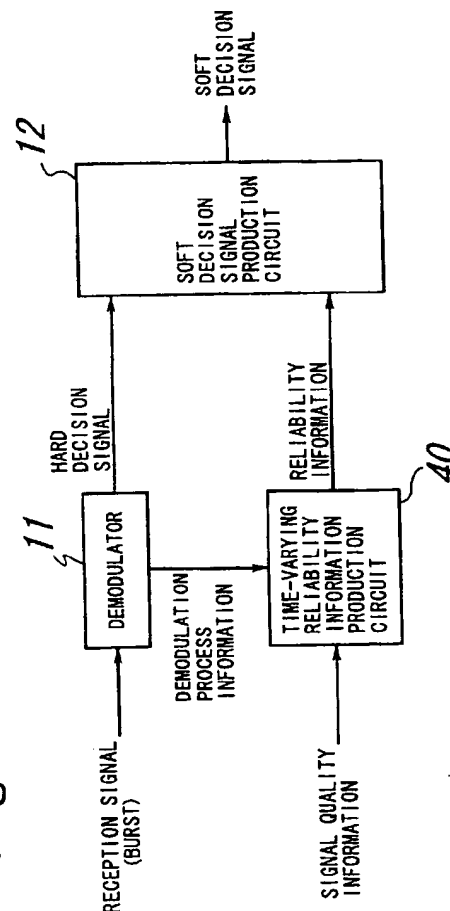 RECEPTION SIGNAL
(BURST)
11
DEMODULATOR
HARD
DECISION
SIGNAL
DEMODULATION
PROCESS
INFORMATION
SIGNAL QUALITY
INFORMATION
TIME-VARYING
RELIABILITY
INFORMATION
PRODUCTION
CIRCUIT
40
RELIABILITY
INFORMATION
12
SOFT
DECISION
SIGNAL
PRODUCTION
CIRCUIT
SOFT
DECISION
SIGNAL